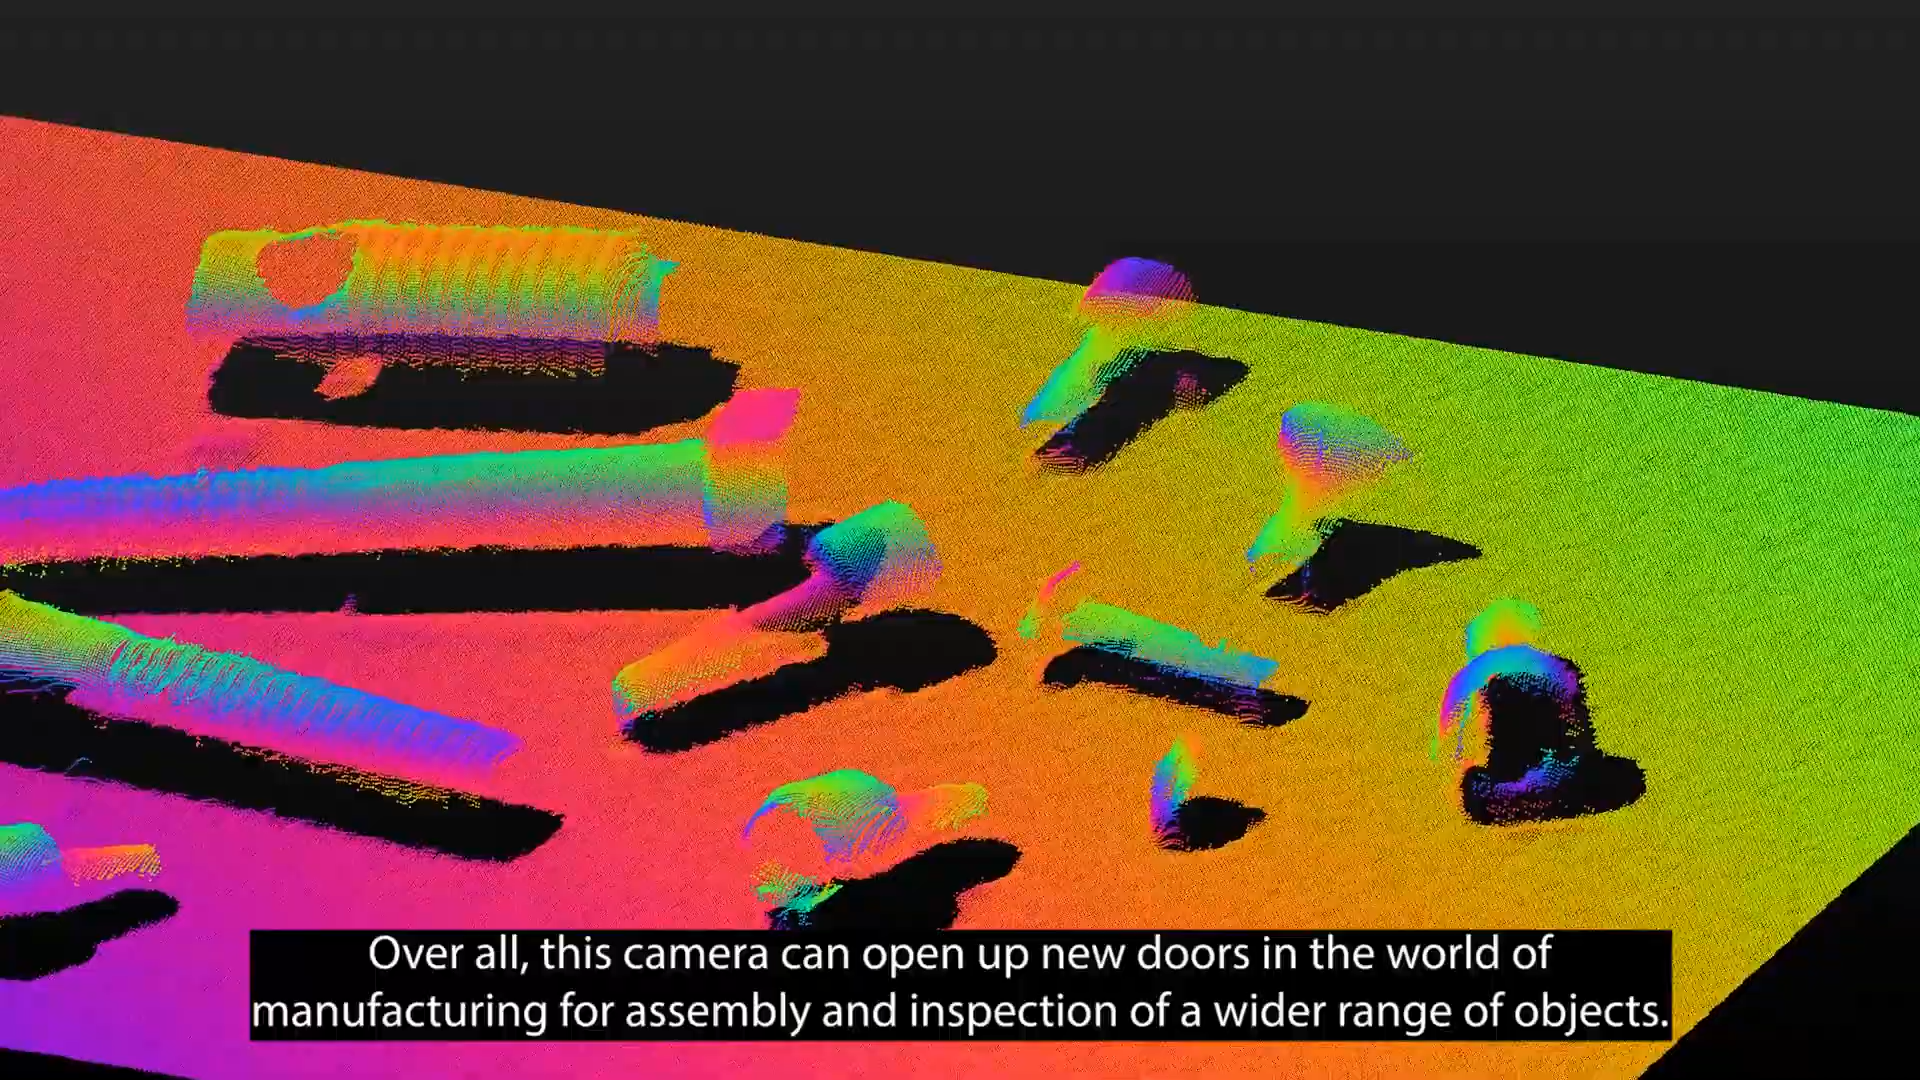 Over all, this camera can open up new doors in the world of
manufacturing for assembly and inspection of a wider range of objects.